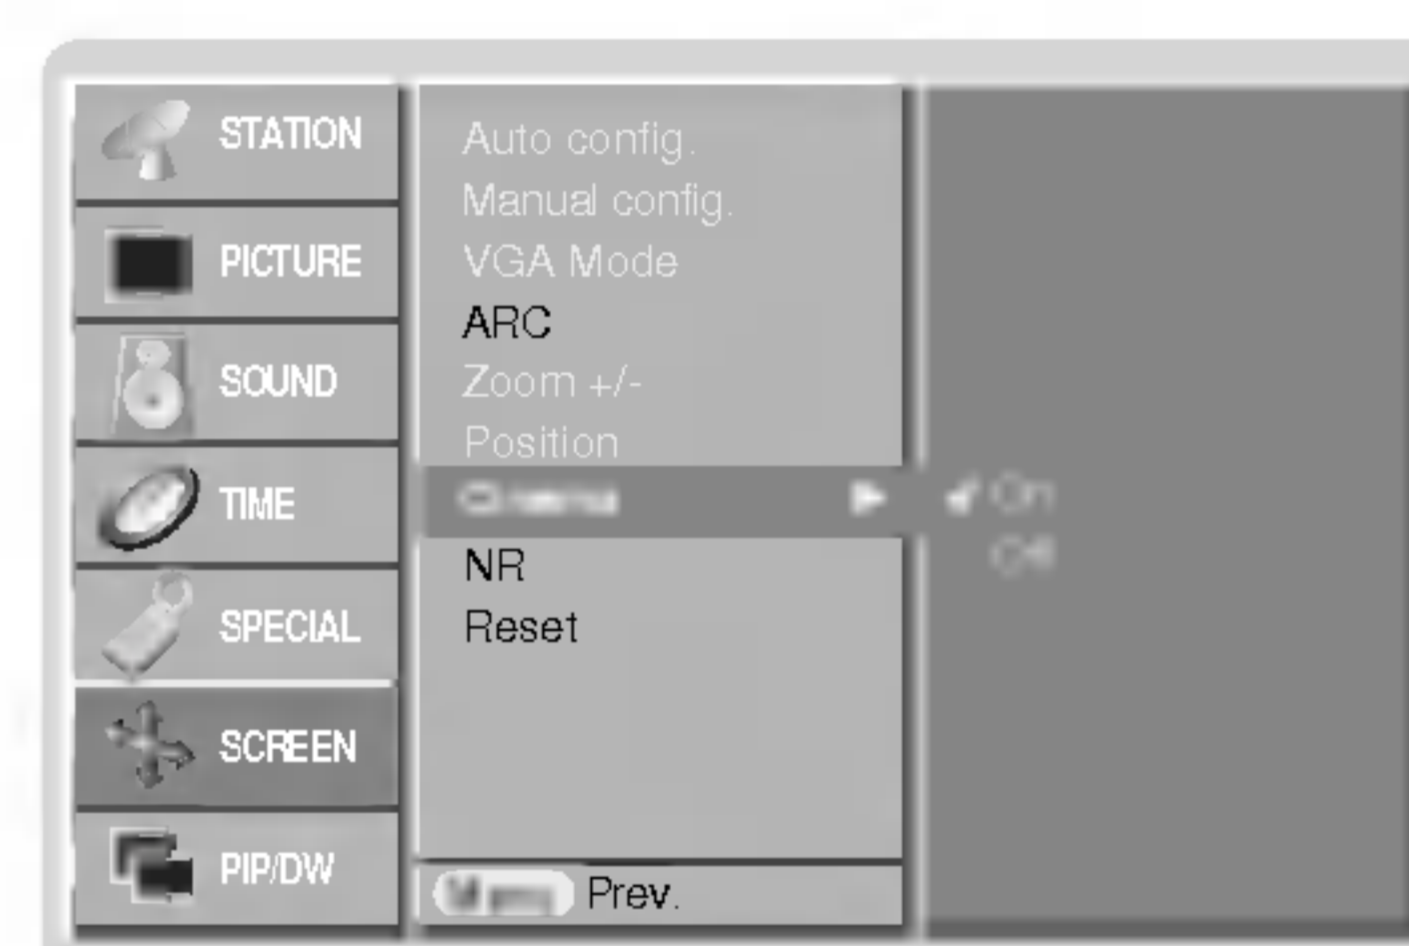 STATION
PICTURE
SOUND
TIME
SPECIAL
SCREEN
PIP/DW
Auto config.
Manual config.
VGA Mode
ARC
Zoom +/-
Position
NR
Reset
Prev.
On